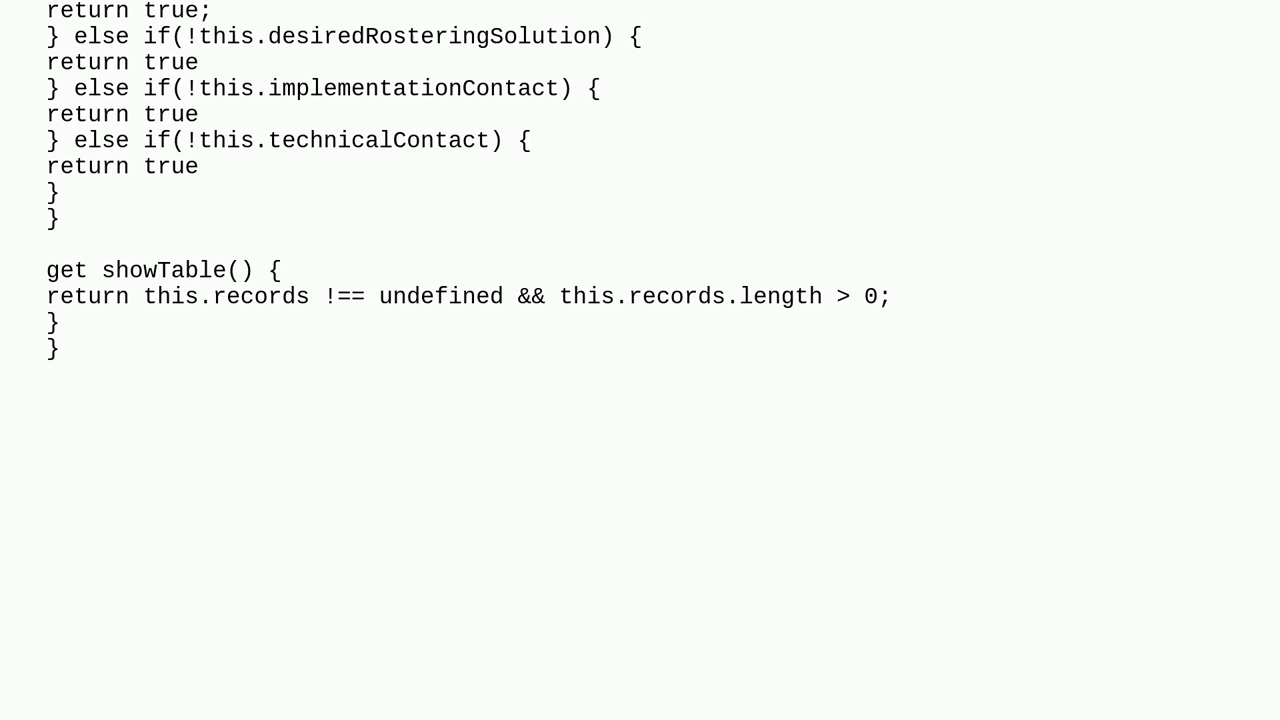 return true;
} else if(!this.desiredRosteringSolution) {
return true
} else if(!this.implementationContact) {
return true
} else if(!this.technicalContact) {
return true
}
}

get showTable() {
return this.records !== undefined && this.records.length > 0;
}
}